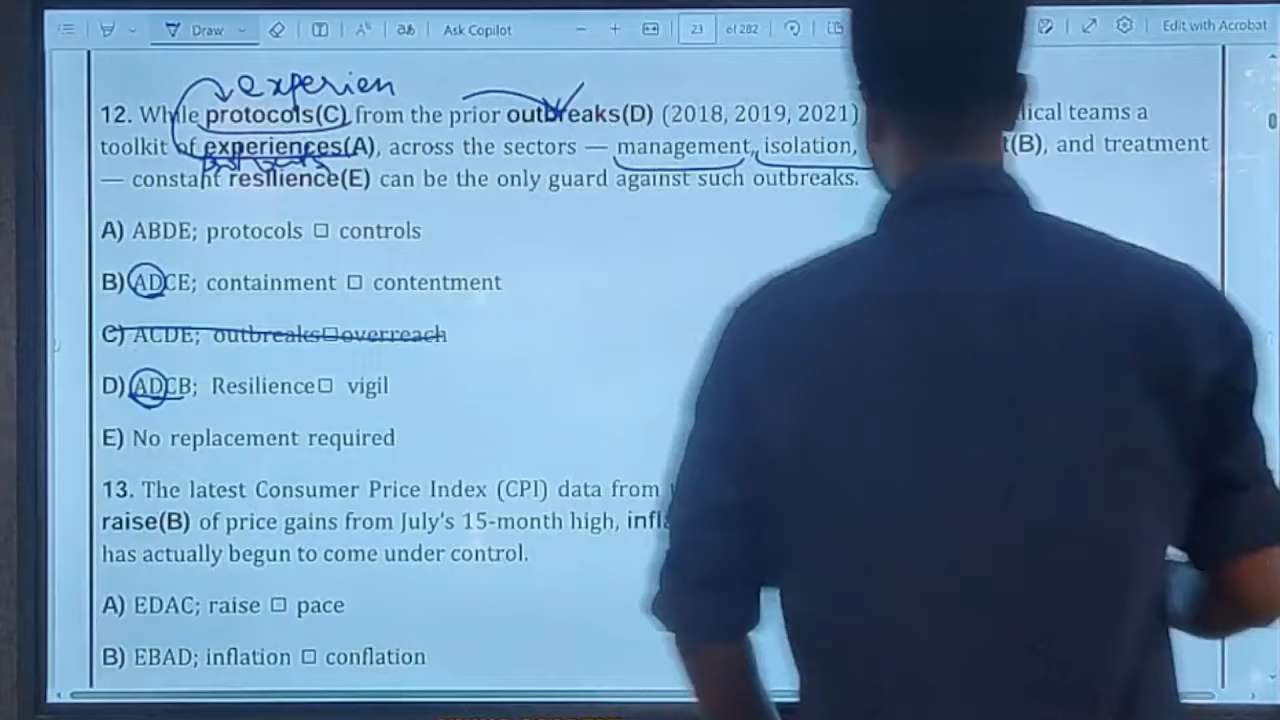 Draw
Ask Copilot
23 of 282
Edit with Acrobat
experien
12. While protocols(C) from the prior outbreaks(D) (2018, 2019, 2021) lical teams a
toolkit of experiences(A), across the sectors — management, isolation, t(B), and treatment
— constant resilience(E) can be the only guard against such outbreaks.
A) ABDE; protocols □ controls
B) ADCE; containment □ contentment
C) ACDE; outbreaks□overreach
D) ADCB; Resilience□ vigil
E) No replacement required
13. The latest Consumer Price Index (CPI) data from
raise(B) of price gains from July's 15-month high, infl
has actually begun to come under control.
A) EDAC; raise □ pace
B) EBAD; inflation □ conflation